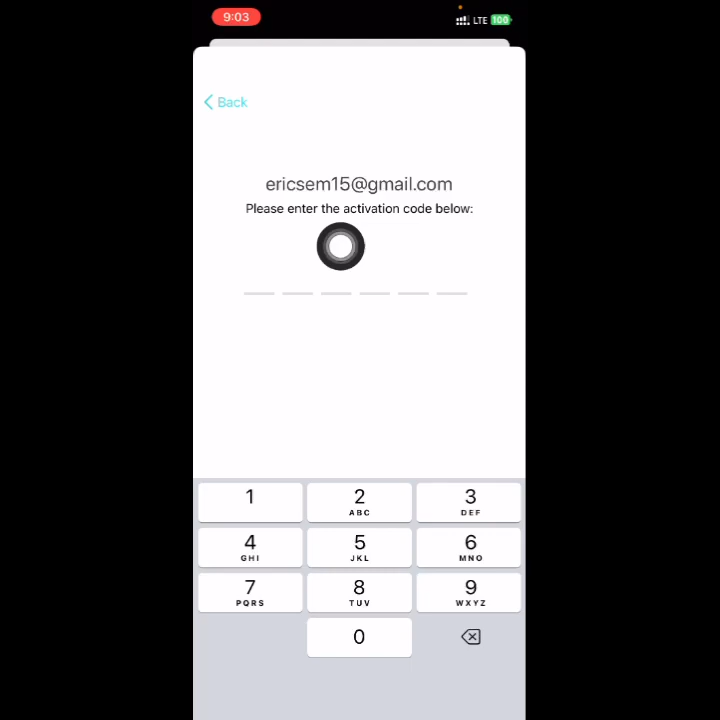 9:03
LTE 100
Back
ericsem15@gmail.com
Please enter the activation code below:
1 2 3
ABC DEF
4 5 6
GHI JKL MNO
7 8 9
PQRS TUV WXYZ
0